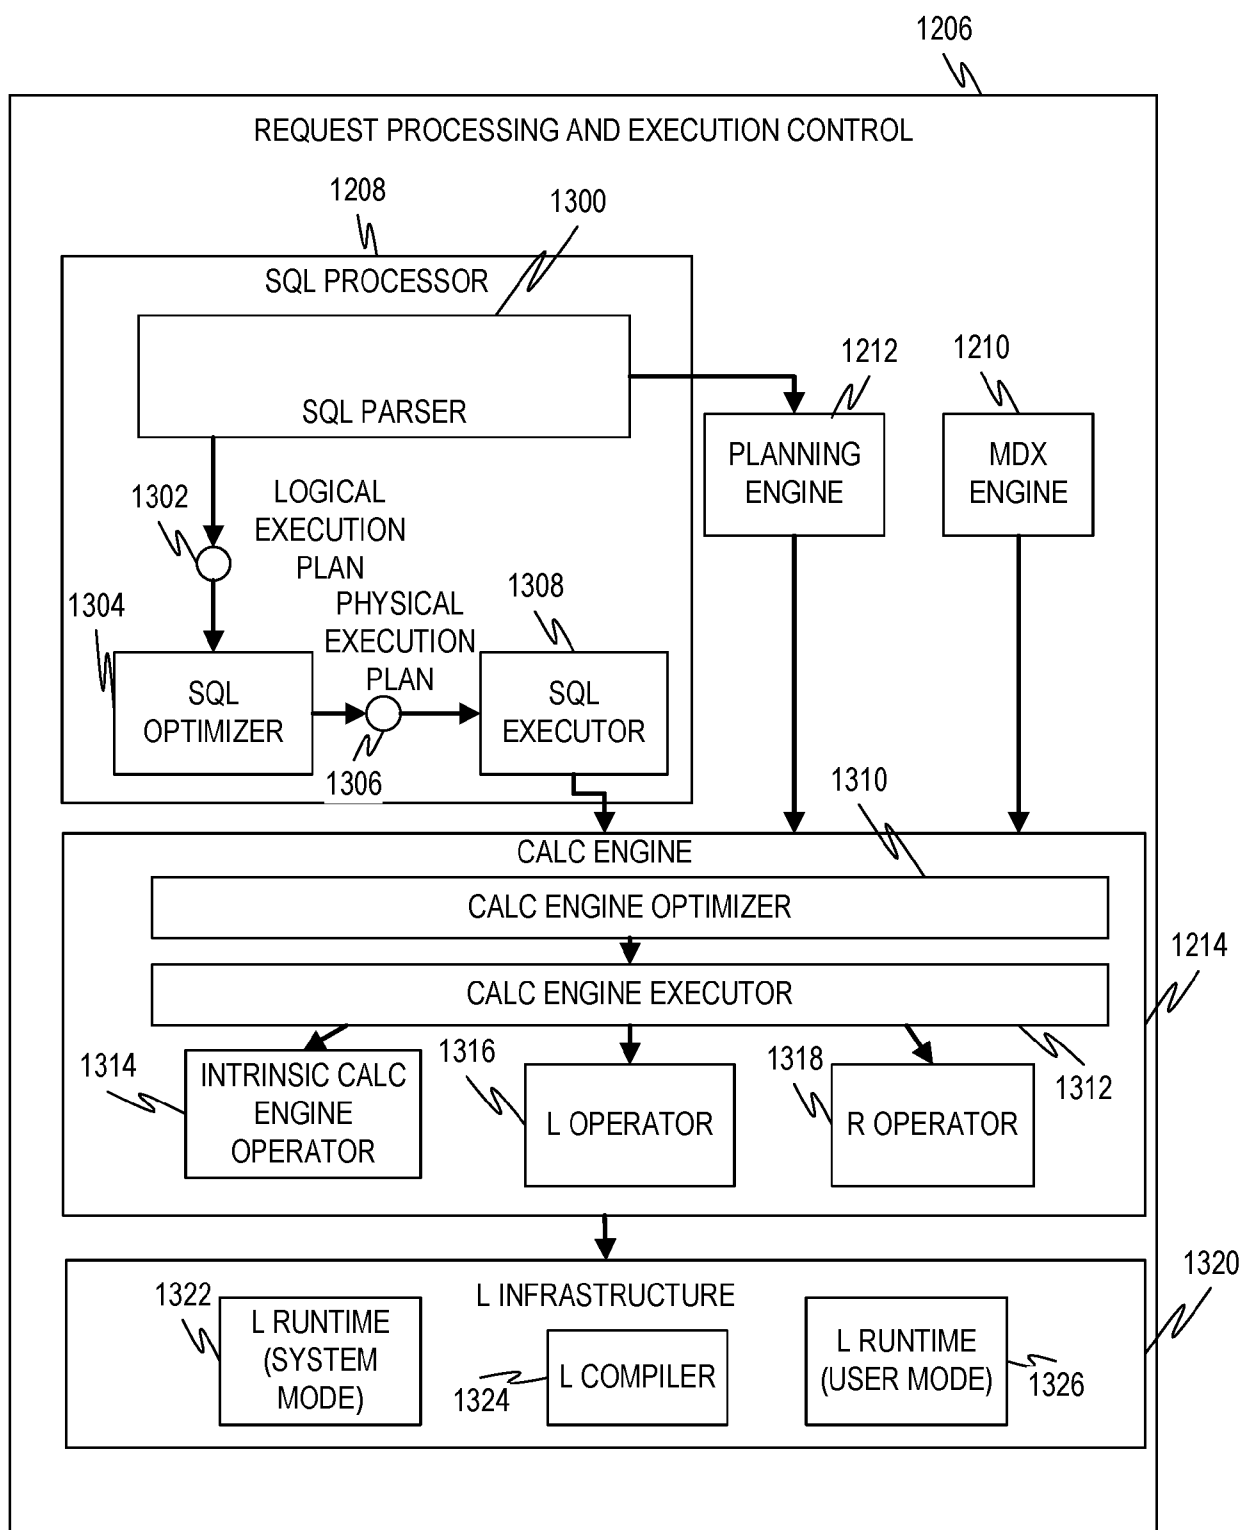 1206
REQUEST PROCESSING AND EXECUTION CONTROL
1208
1300
SQL PROCESSOR
SQL PARSER
1212
1210
PLANNING
ENGINE
MDX
ENGINE
1302
LOGICAL
EXECUTION
PLAN
1304
PHYSICAL
EXECUTION
PLAN
1308
SQL
OPTIMIZER
SQL
EXECUTOR
1306
1310
CALC ENGINE
CALC ENGINE OPTIMIZER
1214
CALC ENGINE EXECUTOR
1314
1316
1318
1312
INTRINSIC CALC
ENGINE
OPERATOR
L OPERATOR
R OPERATOR
1320
1322
L INFRASTRUCTURE
L RUNTIME
(SYSTEM
MODE)
1324
L COMPILER
L RUNTIME
(USER MODE)
1326